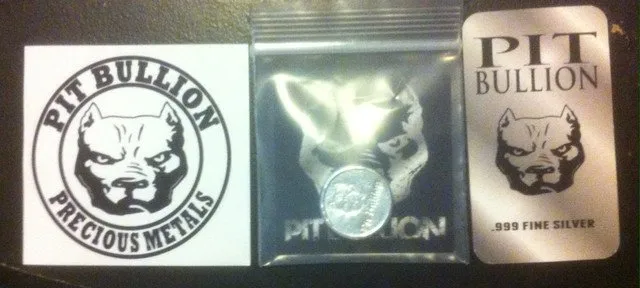 PIT BULLION
PRECIOUS METALS
PIT BULLION
PIT
BULLION
.999 FINE SILVER